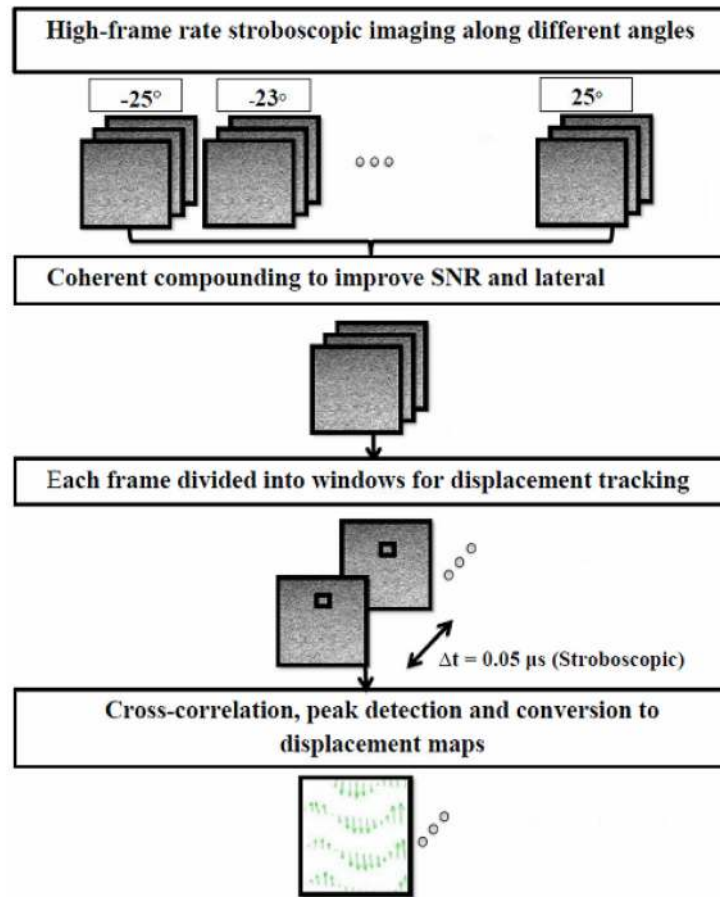 High-frame rate stroboscopic imaging along different angles
-25° -23° 25°
Coherent compounding to improve SNR and lateral
Each frame divided into windows for displacement tracking
Δt = 0.05 µs (Stroboscopic)
Cross-correlation, peak detection and conversion to
displacement maps